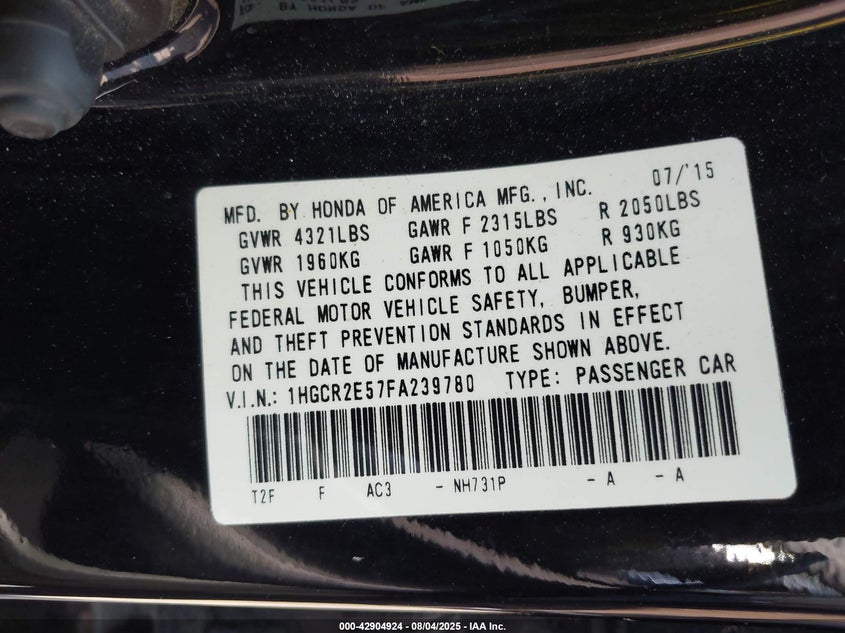 MFD. BY HONDA OF AMERICA MFG., INC. 07/'15
GVWR 4321LBS GAWR F 2315LBS R 2050LBS
GVWR 1960KG GAWR F 1050KG R 930KG
THIS VEHICLE CONFORMS TO ALL APPLICABLE
FEDERAL MOTOR VEHICLE SAFETY, BUMPER,
AND THEFT PREVENTION STANDARDS IN EFFECT
ON THE DATE OF MANUFACTURE SHOWN ABOVE.
V.I.N.: 1HGCR2E57FA239780 TYPE: PASSENGER CAR
T2F F AC3 - NH731P - A - A
000-42904924 - 08/04/2025 - IAA Inc.